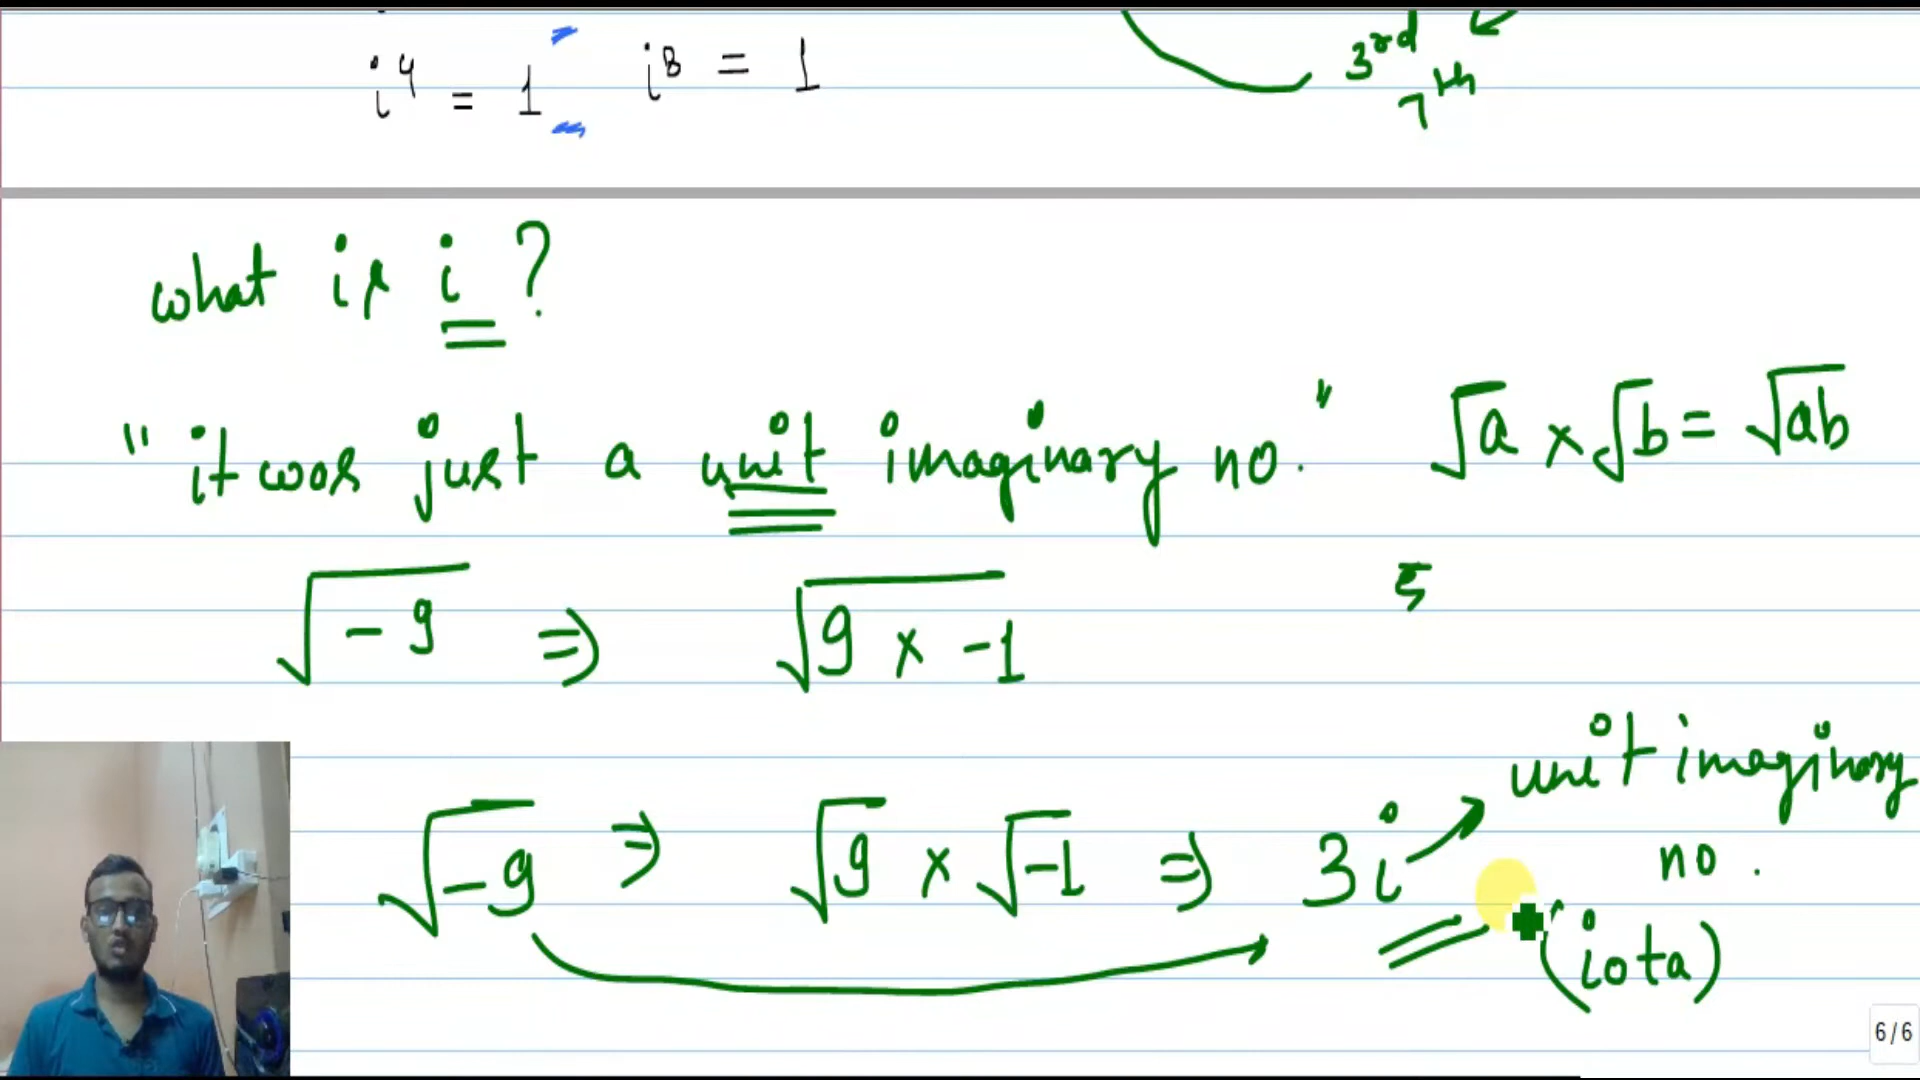 i⁴ = 1 i⁸ = 1
3rd
7th
what is i ?
"it was just a unit imaginary no." √a × √b = √ab
√-9 ⇒ √9 × -1
5
√-9 ⇒ √9 × √-1 ⇒ 3i
unit imaginary
no.
(iota)
6/6